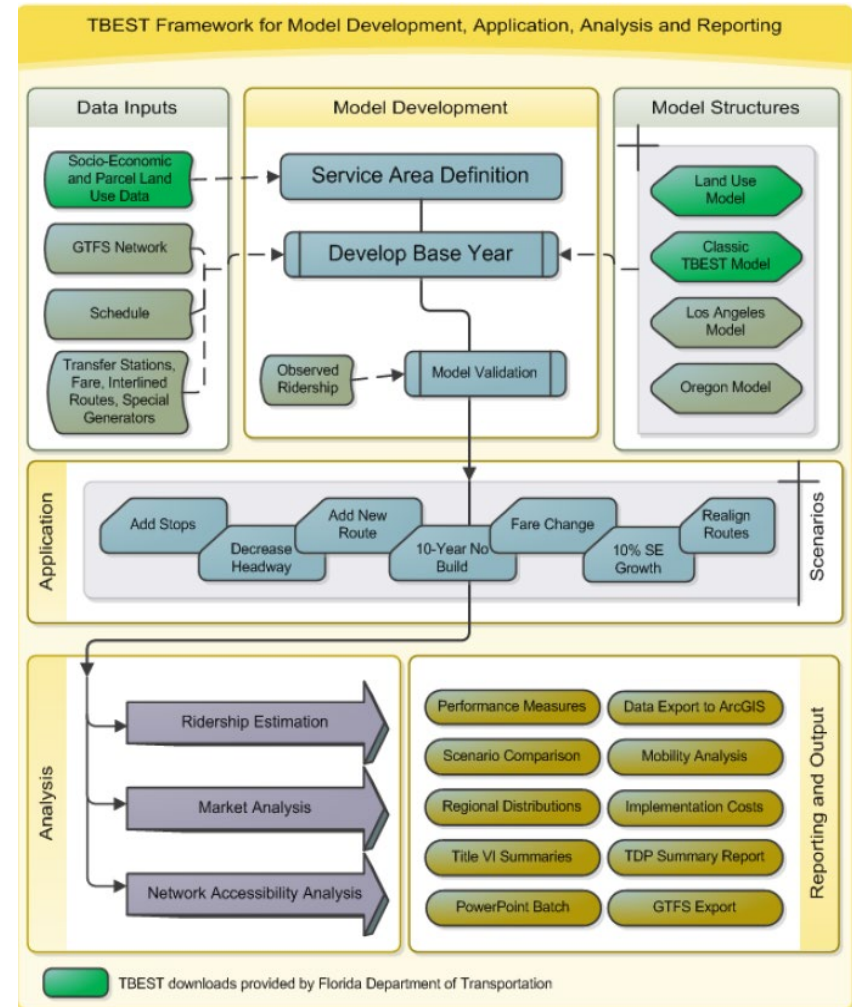 TBEST Framework for Model Development, Application, Analysis and Reporting
Data Inputs
Socio-Economic
and Parcel Land
Use Data
GTFS Network
Schedule
Transfer Stations,
Fare, Interlined
Routes, Special
Generators
Model Development
Service Area Definition
Develop Base Year
Observed
Ridership
Model Validation
Model Structures
Land Use
Model
Classic
TBEST Model
Los Angeles
Model
Oregon Model
Application
Add Stops
Decrease
Headway
Add New
Route
10-Year No
Build
Fare Change
10% SE
Growth
Realign
Routes
Scenarios
Analysis
Ridership Estimation
Market Analysis
Network Accessibility Analysis
Performance Measures
Data Export to ArcGIS
Scenario Comparison
Mobility Analysis
Regional Distributions
Implementation Costs
Title VI Summaries
TDP Summary Report
PowerPoint Batch
GTFS Export
Reporting and Output
TBEST downloads provided by Florida Department of Transportation